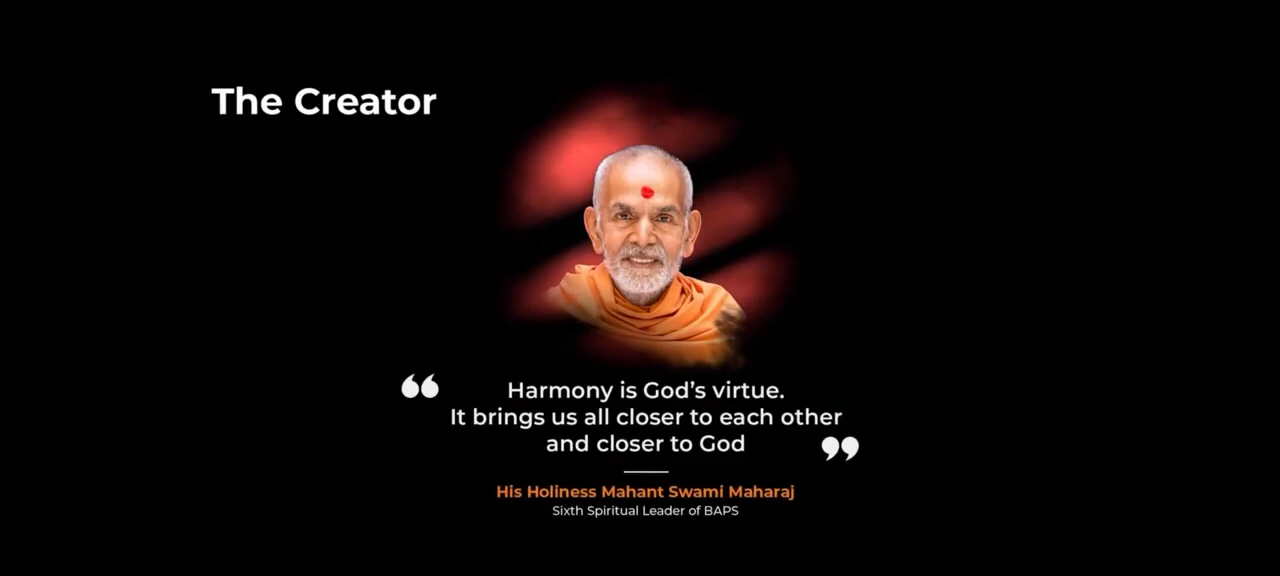 The Creator
“ Harmony is God’s virtue.
It brings us all closer to each other
and closer to God ”
His Holiness Mahant Swami Maharaj
Sixth Spiritual Leader of BAPS